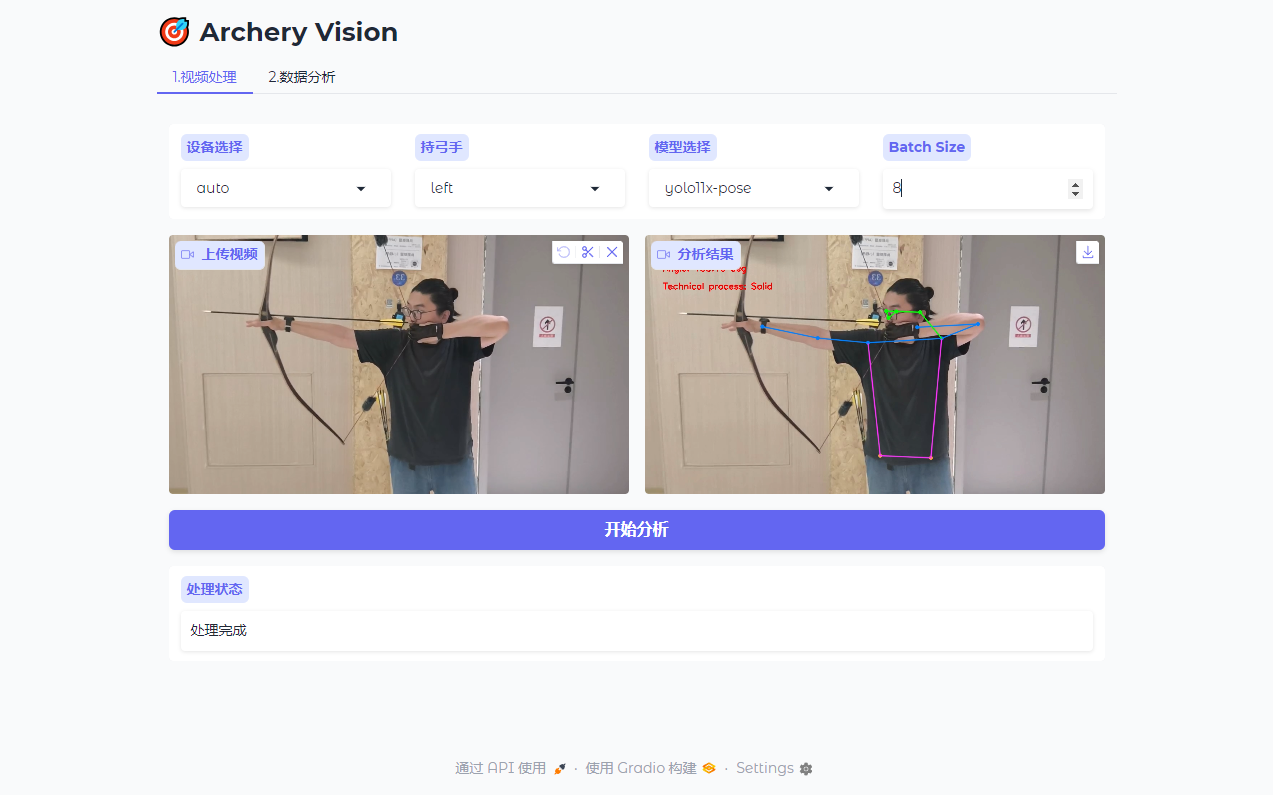 Archery Vision
1.视频处理 2.数据分析
设备选择 持弓手 模型选择 Batch Size
auto left yolo11x-pose 8
上传视频 分析结果
Technical process: Solid
开始分析
处理状态
处理完成
通过 API 使用 · 使用 Gradio 构建 · Settings